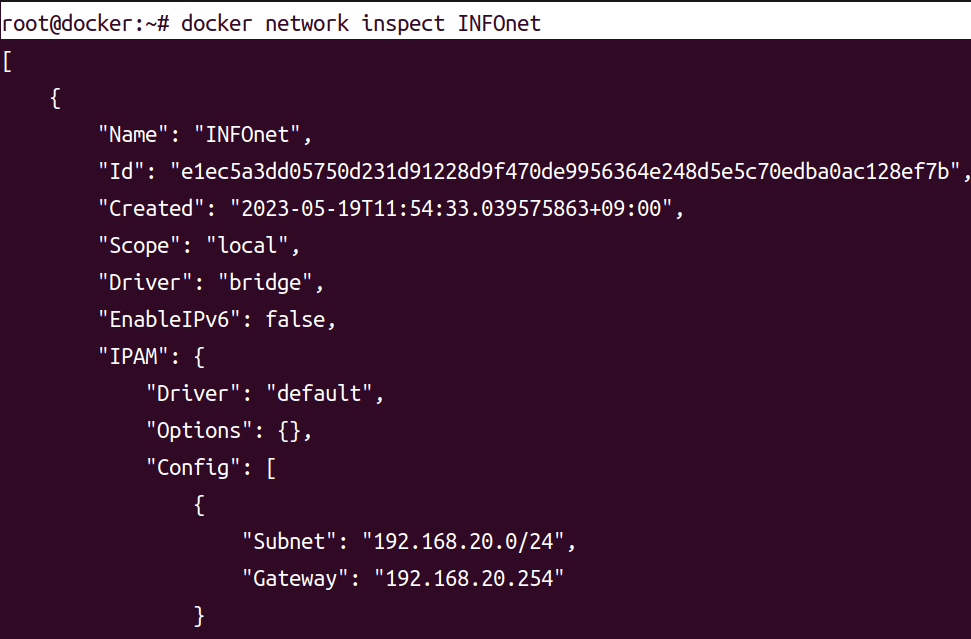 root@docker:~# docker network inspect INFOnet
[
    {
        "Name": "INFOnet",
        "Id": "e1ec5a3dd05750d231d91228d9f470de9956364e248d5e5c70edba0ac128ef7b",
        "Created": "2023-05-19T11:54:33.039575863+09:00",
        "Scope": "local",
        "Driver": "bridge",
        "EnableIPv6": false,
        "IPAM": {
            "Driver": "default",
            "Options": {},
            "Config": [
                {
                    "Subnet": "192.168.20.0/24",
                    "Gateway": "192.168.20.254"
                }